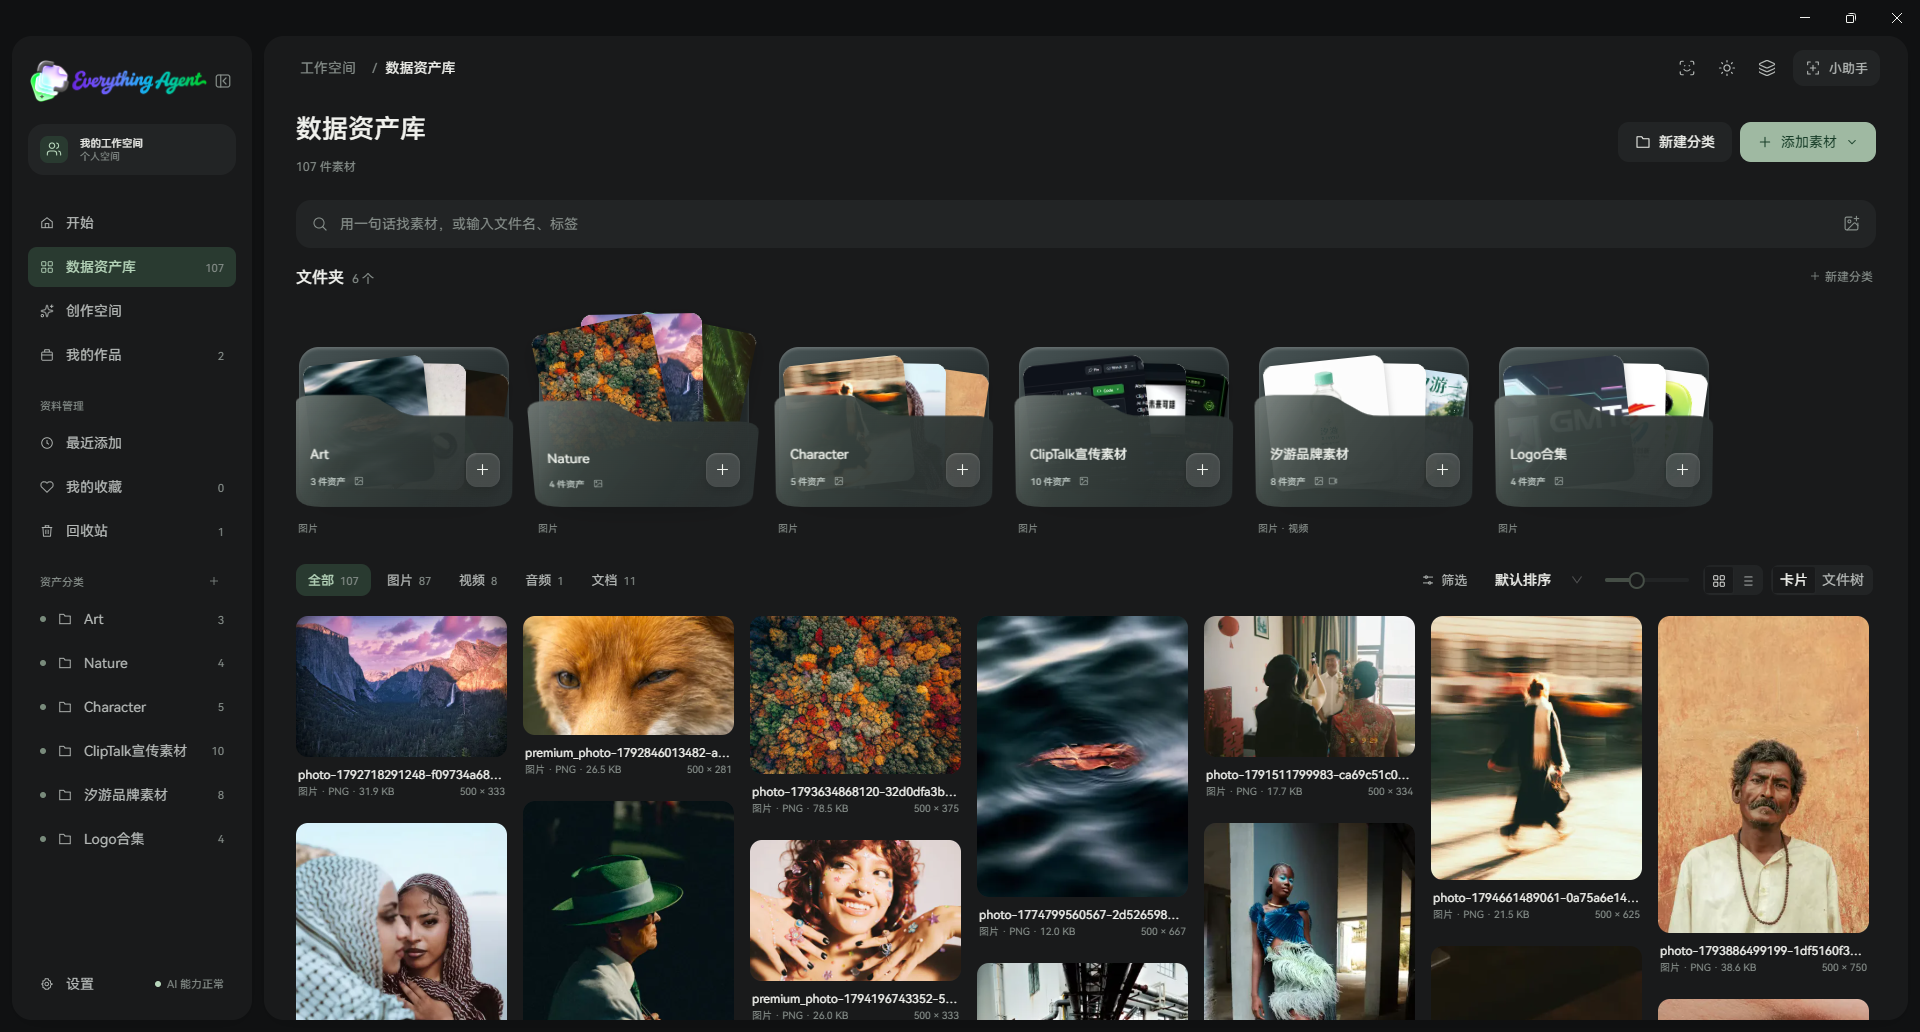 Everything Agent
我的工作空间
个人空间
开始
数据资产库 107
创作空间
我的作品 2
资料管理
最近添加
我的收藏 0
回收站 1
资产分类
Art 3
Nature 4
Character 5
ClipTalk宣传素材 10
汐游品牌素材 8
Logo合集 4
设置
AI 能力正常
工作空间 / 数据资产库
小助手
数据资产库
107 件素材
新建分类
添加素材
用一句话找素材，或输入文件名、标签
文件夹 6 个
新建分类
Art
3 件资产
图片
Nature
4 件资产
图片
Character
5 件资产
图片
未来可期
ClipTalk宣传素材
10 件资产
图片
汐游品牌素材
8 件资产
图片 · 视频
GMT
Logo合集
4 件资产
图片
全部 107
图片 87
视频 8
音频 1
文档 11
筛选
默认排序
卡片
文件树
photo-1792718291248-f09734a68...
图片 · PNG · 31.9 KB 500 × 333
premium_photo-1792846013482-a...
图片 · PNG · 26.5 KB 500 × 281
photo-1793634868120-32d0dfa3b...
图片 · PNG · 78.5 KB 500 × 375
photo-1774799560567-2d526598...
图片 · PNG · 12.0 KB 500 × 667
photo-1791511799983-ca69c51c0...
图片 · PNG · 17.7 KB 500 × 334
photo-1794661489061-0a75a6e14...
图片 · PNG · 21.5 KB 500 × 625
photo-1793886499199-1df5160f3...
图片 · PNG · 38.6 KB 500 × 750
premium_photo-1794196743352-5...
图片 · PNG · 26.0 KB 500 × 333